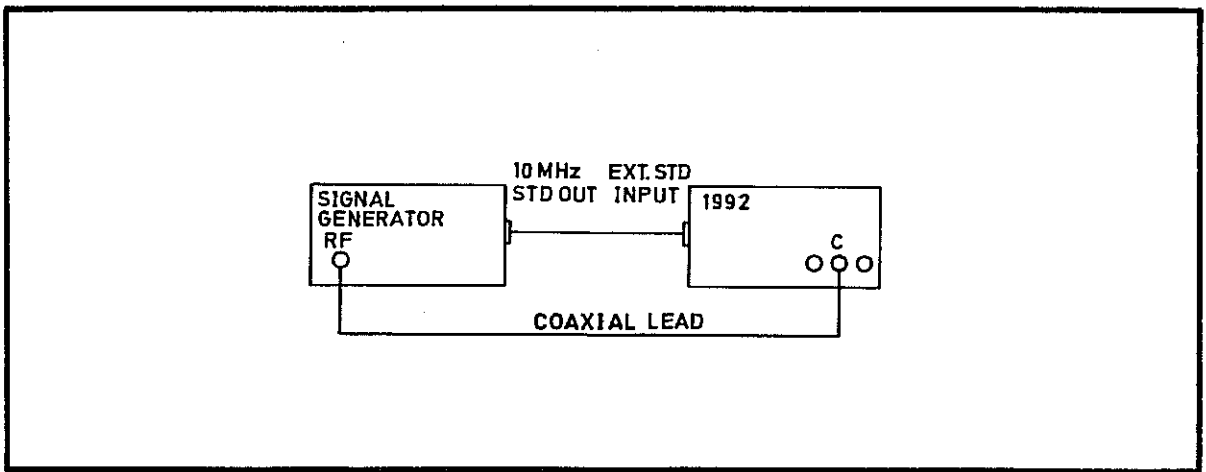 10 MHz EXT. STD
STD OUT INPUT
SIGNAL
GENERATOR
RF
1992
C
COAXIAL LEAD